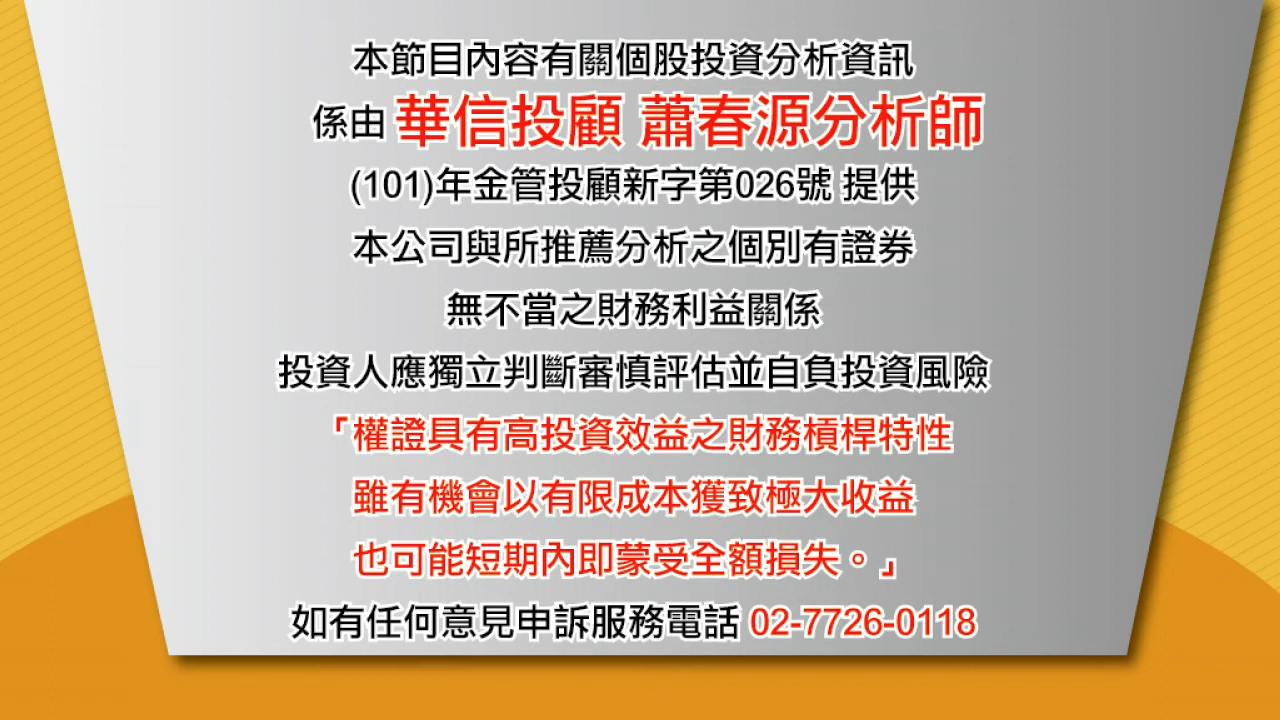 本節目內容有關個股投資分析資訊
係由 華信投顧 蕭春源分析師
(101)年金管投顧新字第026號 提供
本公司與所推薦分析之個別有證券
無不當之財務利益關係
投資人應獨立判斷審慎評估並自負投資風險
「權證具有高投資效益之財務槓桿特性
雖有機會以有限成本獲致極大收益
也可能短期內即蒙受全額損失。」
如有任何意見申訴服務電話 02-7726-0118